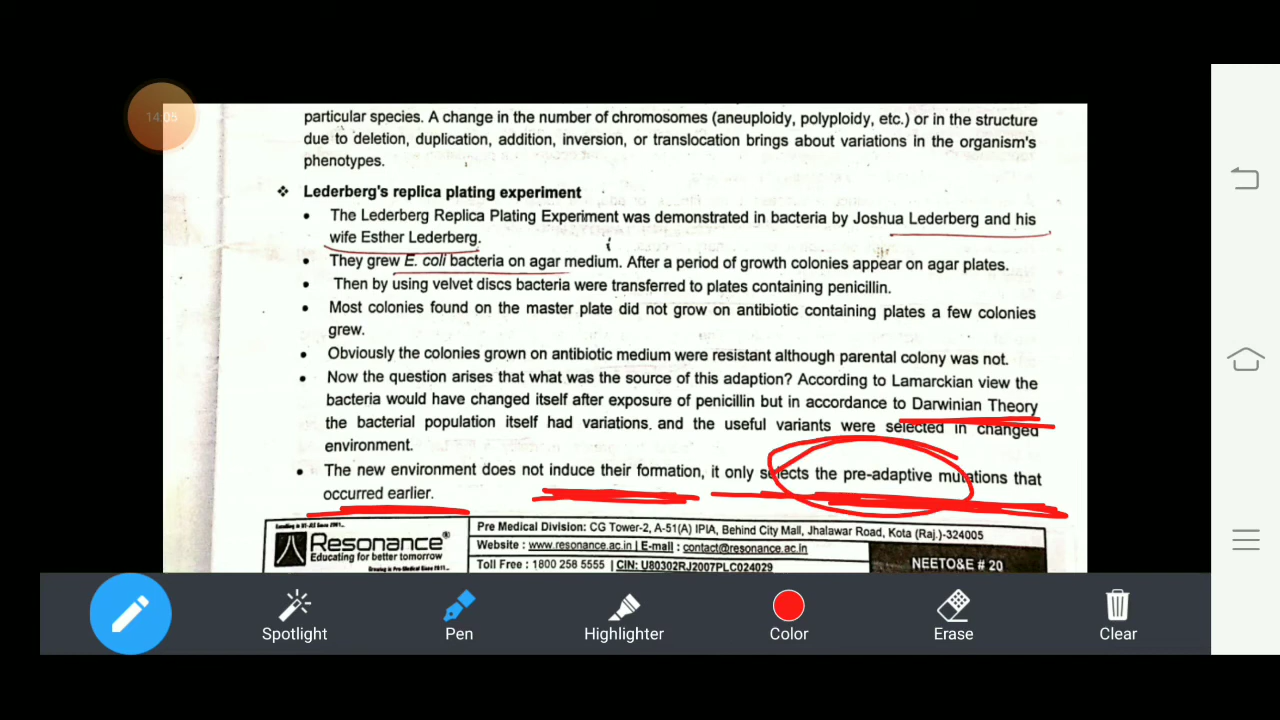 14:05
particular species. A change in the number of chromosomes (aneuploidy, polyploidy, etc.) or in the structure
due to deletion, duplication, addition, inversion, or translocation brings about variations in the organism's
phenotypes.
❖ Lederberg's replica plating experiment
• The Lederberg Replica Plating Experiment was demonstrated in bacteria by Joshua Lederberg and his
wife Esther Lederberg.
• They grew E. coli bacteria on agar medium. After a period of growth colonies appear on agar plates.
• Then by using velvet discs bacteria were transferred to plates containing penicillin.
• Most colonies found on the master plate did not grow on antibiotic containing plates a few colonies
grew.
• Obviously the colonies grown on antibiotic medium were resistant although parental colony was not.
• Now the question arises that what was the source of this adaption? According to Lamarckian view the
bacteria would have changed itself after exposure of penicillin but in accordance to Darwinian Theory
the bacterial population itself had variations. and the useful variants were selected in changed
environment.
• The new environment does not induce their formation, it only selects the pre-adaptive mutations that
occurred earlier.
Resonance®
Educating for better tomorrow
Pre Medical Division: CG Tower-2, A-51(A) IPIA, Behind City Mall, Jhalawar Road, Kota (Raj.)-324005
Website : www.resonance.ac.in | E-mail : contact@resonance.ac.in
Toll Free : 1800 258 5555 | CIN: U80302RJ2007PLC024029
NEETO&E # 20
Spotlight
Pen
Highlighter
Color
Erase
Clear